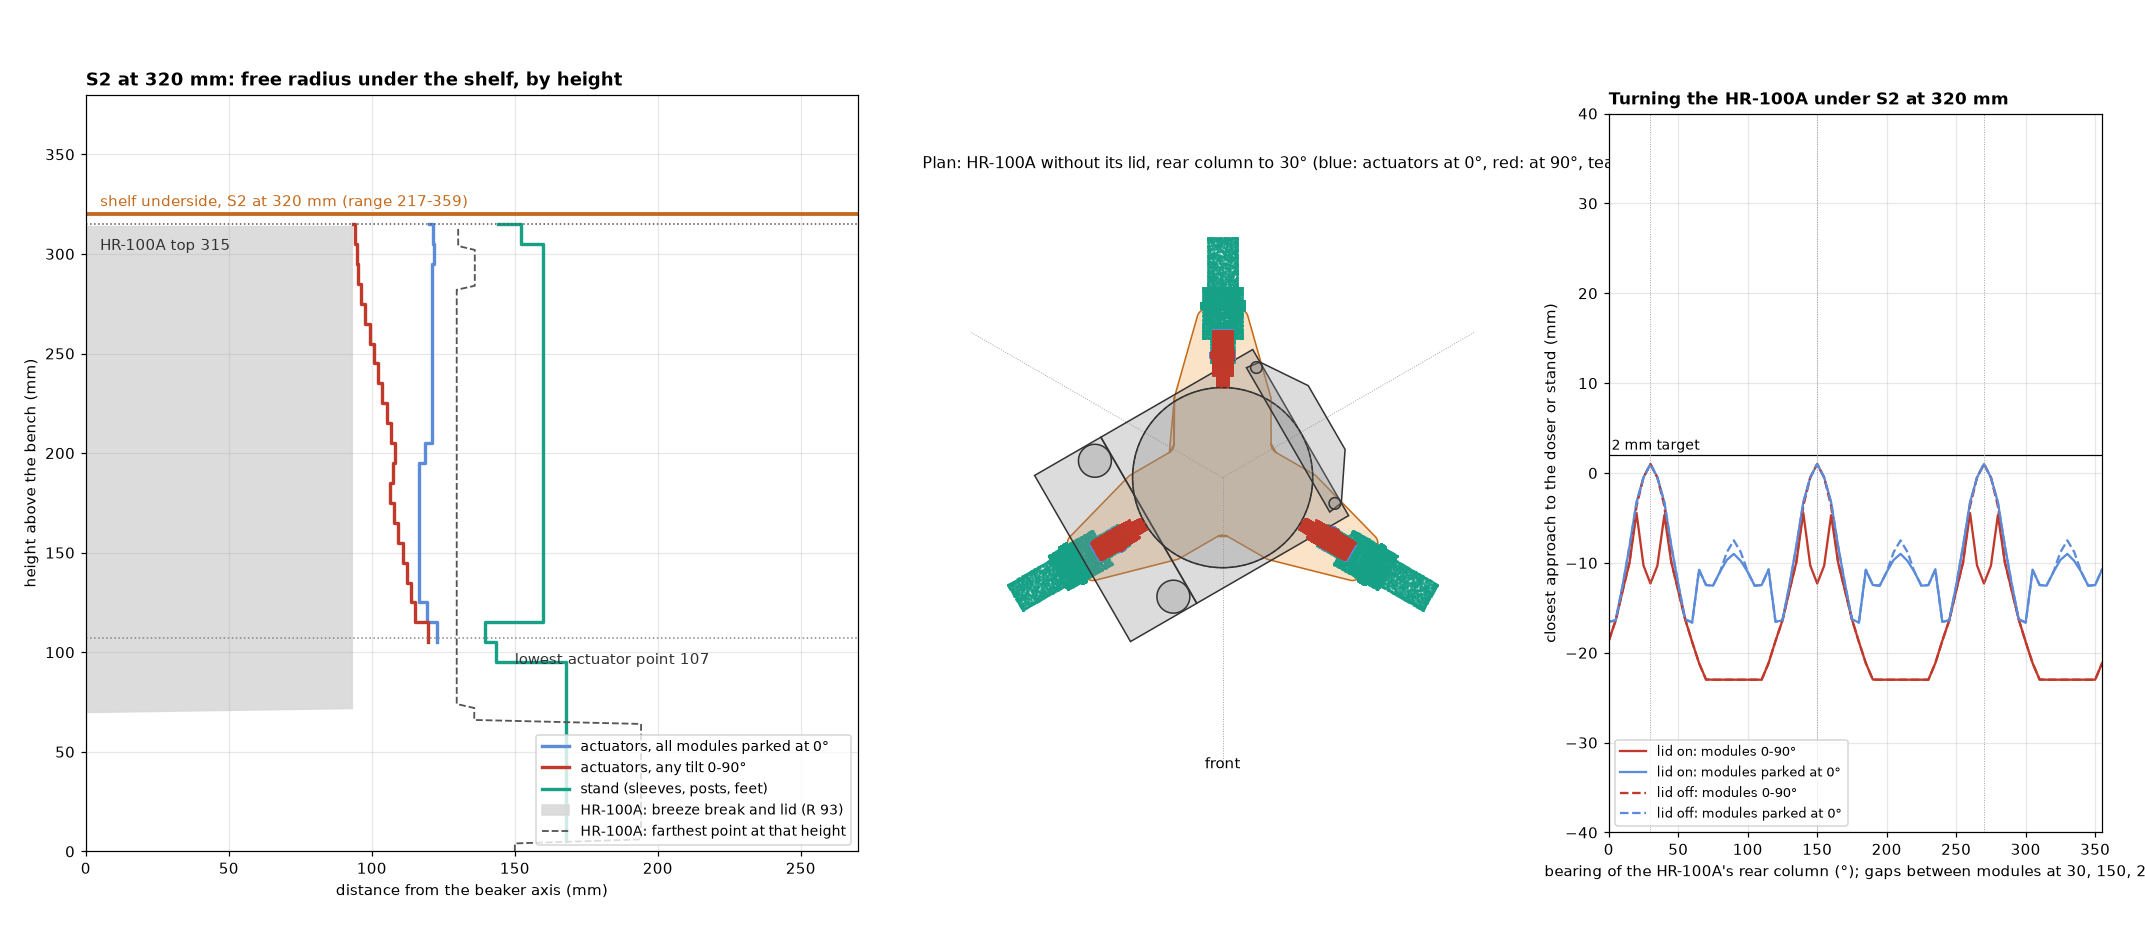 S2 at 320 mm: free radius under the shelf, by height
height above the bench (mm)
350
300
250
200
150
100
50
0
shelf underside, S2 at 320 mm (range 217-359)
HR-100A top 315
lowest actuator point 107
actuators, all modules parked at 0°
actuators, any tilt 0-90°
stand (sleeves, posts, feet)
HR-100A: breeze break and lid (R 93)
HR-100A: farthest point at that height
0
50
100
150
200
250
distance from the beaker axis (mm)
Plan: HR-100A without its lid, rear column to 30° (blue: actuators at 0°, red: at 90°, tea
front
Turning the HR-100A under S2 at 320 mm
closest approach to the doser or stand (mm)
40
30
20
10
0
−10
−20
−30
−40
2 mm target
lid on: modules 0-90°
lid on: modules parked at 0°
lid off: modules 0-90°
lid off: modules parked at 0°
0
50
100
150
200
250
300
350
bearing of the HR-100A's rear column (°); gaps between modules at 30, 150, 2